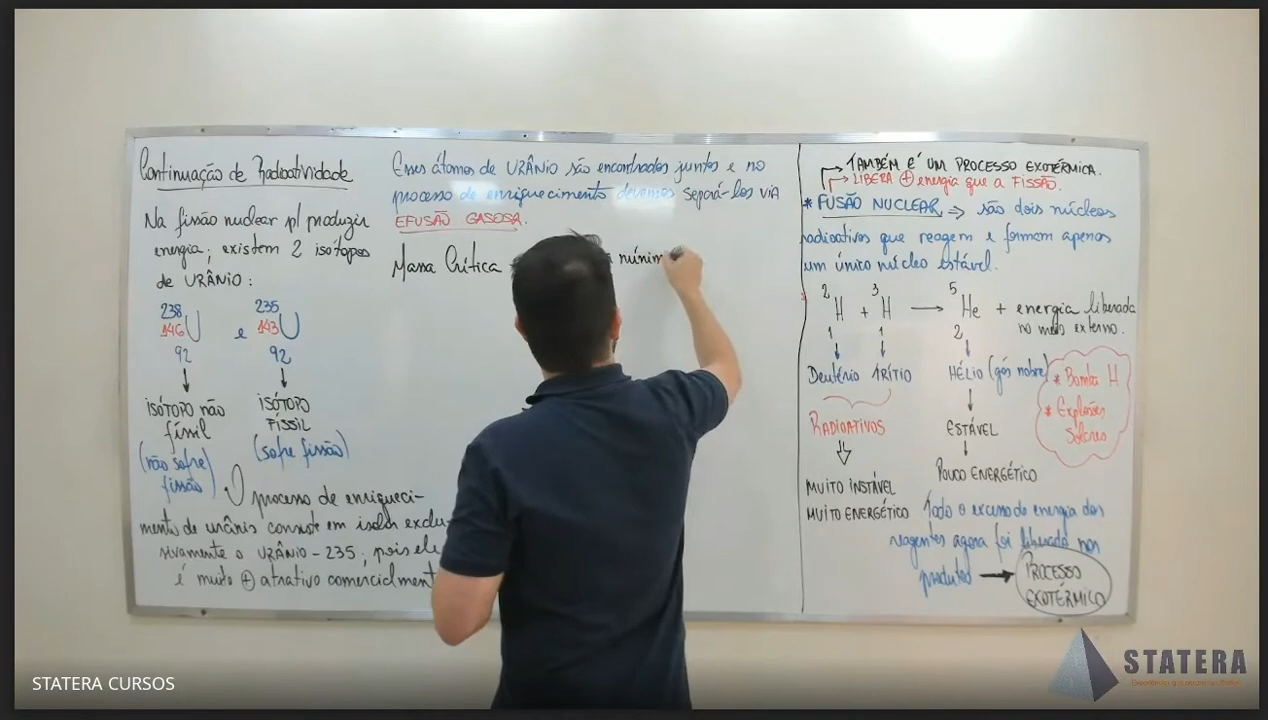 Continuação de Radioatividade
Na fissão nuclear p/ produzir
energia, existem 2 isótopos
de URÂNIO:
238 235
146 U e 143 U
92 92
ISÓTOPO não
físsil
(não sofre
fissão)
ISÓTOPO
FÍSSIL
(sofre fissão)
O processo de enriqueci-
mento de urânio consiste em isolar exclu-
sivamente o URÂNIO-235, pois ele
é muito ⊕ atrativo comercialment
Esses átomos de URÂNIO são encontrados juntos e no
processo de enriquecimento devemos separá-los via
EFUSÃO GASOSA.
Massa Crítica
míním
TAMBÉM É UM PROCESSO EXOTÉRMICA.
LIBERA ⊕ energia que a FISSÃO.
* FUSÃO NUCLEAR ⇒ são dois núcleos
radioativos que reagem e formam apenas
um único núcleo estável.
2 3 5
H + H → He + energia liberada
1 1 2 no meio externo.
Deutério TRÍTIO HÉLIO (gás nobre)
RADIOATIVOS
MUITO INSTÁVEL
MUITO ENERGÉTICO
ESTÁVEL
POUCO ENERGÉTICO
* Bomba H
* Explosões
Solares
Todo o excesso de energia dos
reagentes agora foi liberada nos
produtos → PROCESSO
EXOTÉRMICO
STATERA CURSOS
STATERA